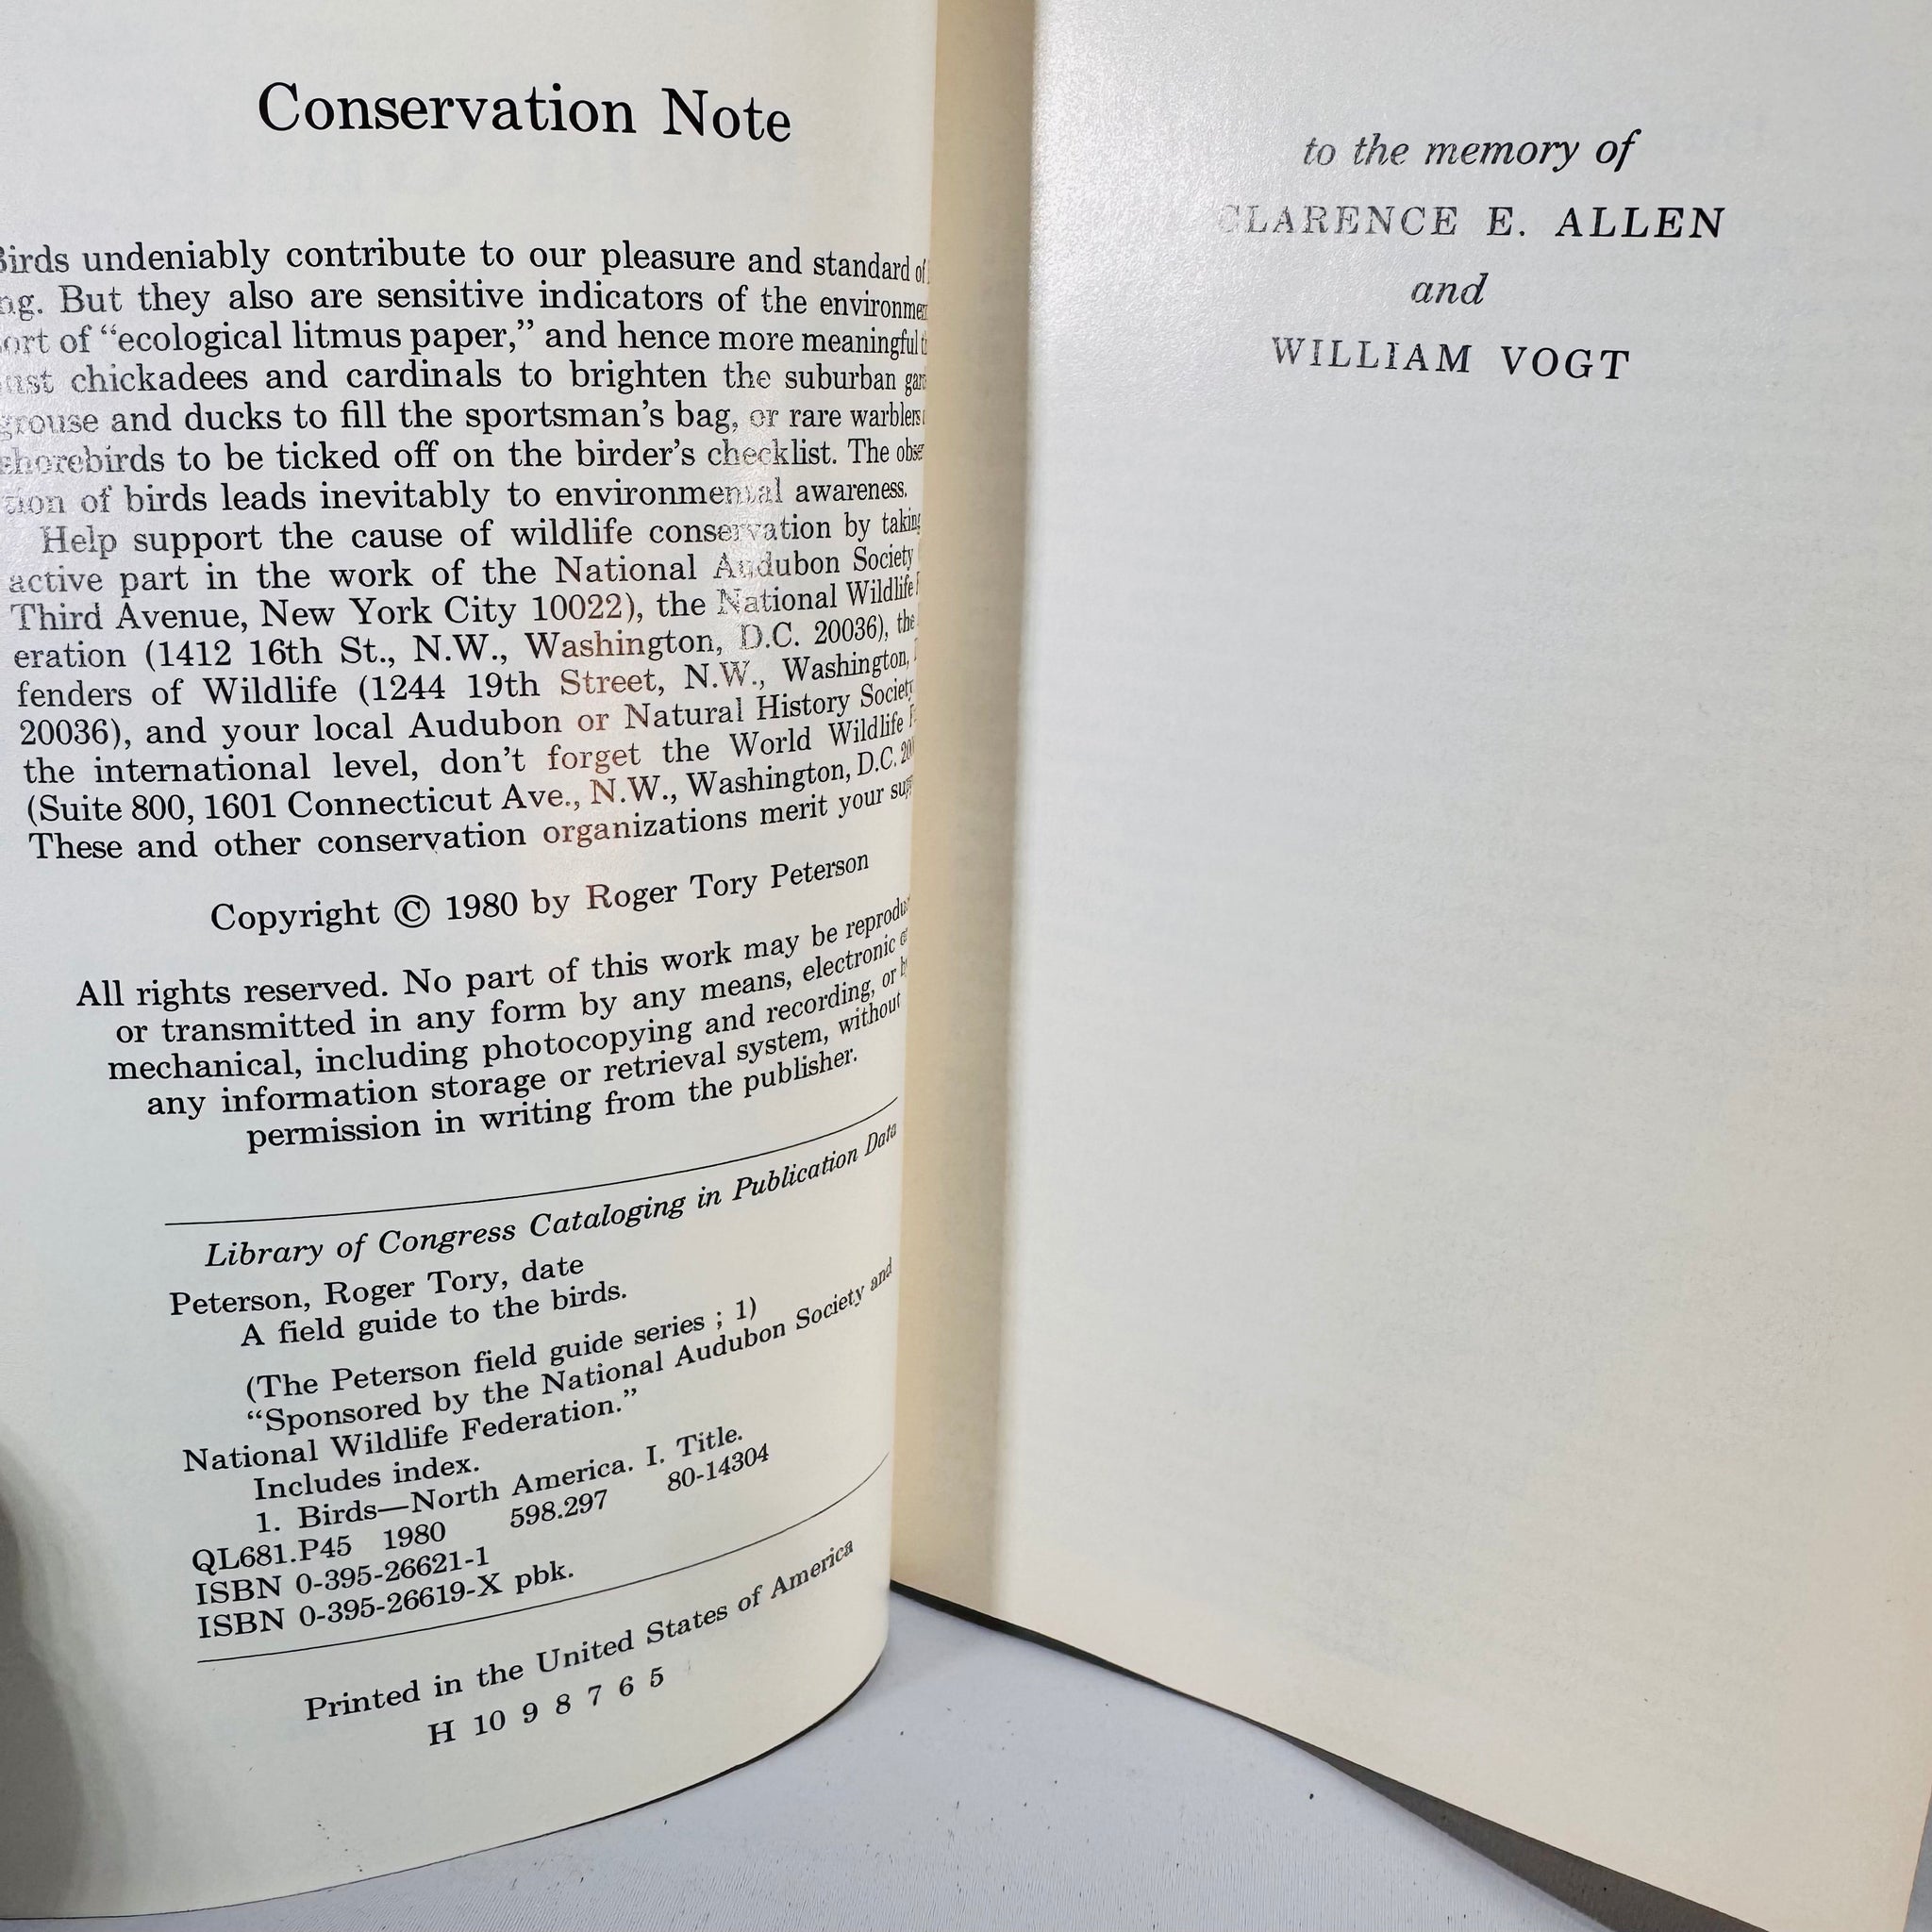 Conservation Note
Birds undeniably contribute to our pleasure and standard of
But they also are sensitive indicators of the
of “ecological litmus paper,” and hence more meaningful
chickadees and cardinals to brighten the suburban
grouse and ducks to fill the sportsman’s bag, or rare warblers
shorebirds to be ticked off on the birder’s checklist. The
of birds leads inevitably to environmental awareness.
Help support the cause of wildlife conservation by taking
active part in the work of the National Audubon Society
Third Avenue, New York City 10022), the National Wildlife
eration (1412 16th St., N.W., Washington, D.C. 20036), the
fenders of Wildlife (1244 19th Street, N.W., Washington,
20036), and your local Audubon or Natural History Society
the international level, don’t forget the World Wildlife
(Suite 800, 1601 Connecticut Ave., N.W., Washington, D.C.
These and other conservation organizations merit your
Copyright © 1980 by Roger Tory Peterson
All rights reserved. No part of this work may be
or transmitted in any form by any means, electronic
mechanical, including photocopying and recording, or
any information storage or retrieval system, without
permission in writing from the publisher.
Library of Congress Cataloging in Publication Data
Peterson, Roger Tory, date
A field guide to the birds.
(The Peterson field guide series ; 1)
“Sponsored by the National Audubon Society and
National Wildlife Federation.”
Includes index.
1. Birds—North America. I. Title.
QL681.P45 1980 598.297 80-14304
ISBN 0-395-26621-1
ISBN 0-395-26619-X pbk.
Printed in the United States of America
H 10 9 8 7 6 5
to the memory of
CLARENCE E. ALLEN
and
WILLIAM VOGT